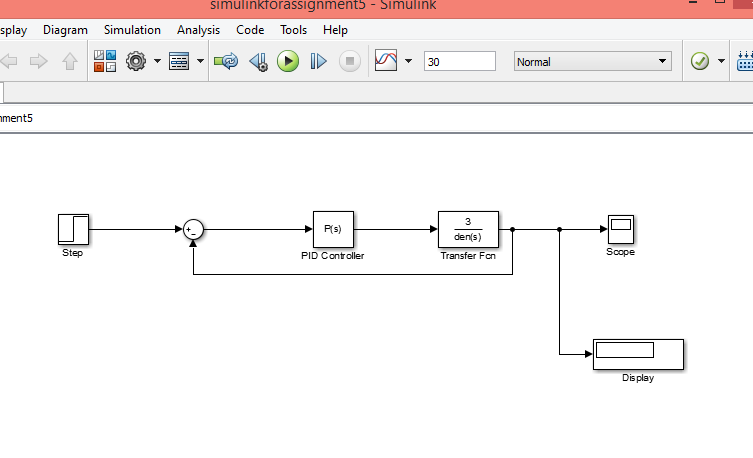 simulinkforassignment5 - Simulink
splay Diagram Simulation Analysis Code Tools Help
30 Normal
nment5
Step
+
-
P(s)
PID Controller
3
den(s)
Transfer Fcn
Scope
Display